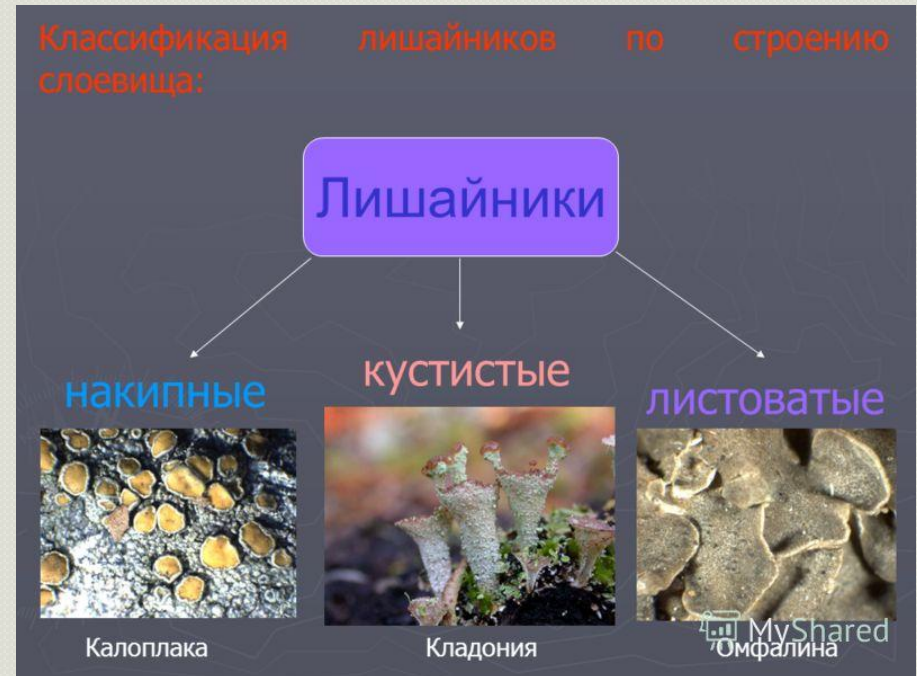 Классификация лишайников по строению
слоевища:
Лишайники
накипные
кустистые
листоватые
Калоплака
Кладония
Омфалина
MyShared